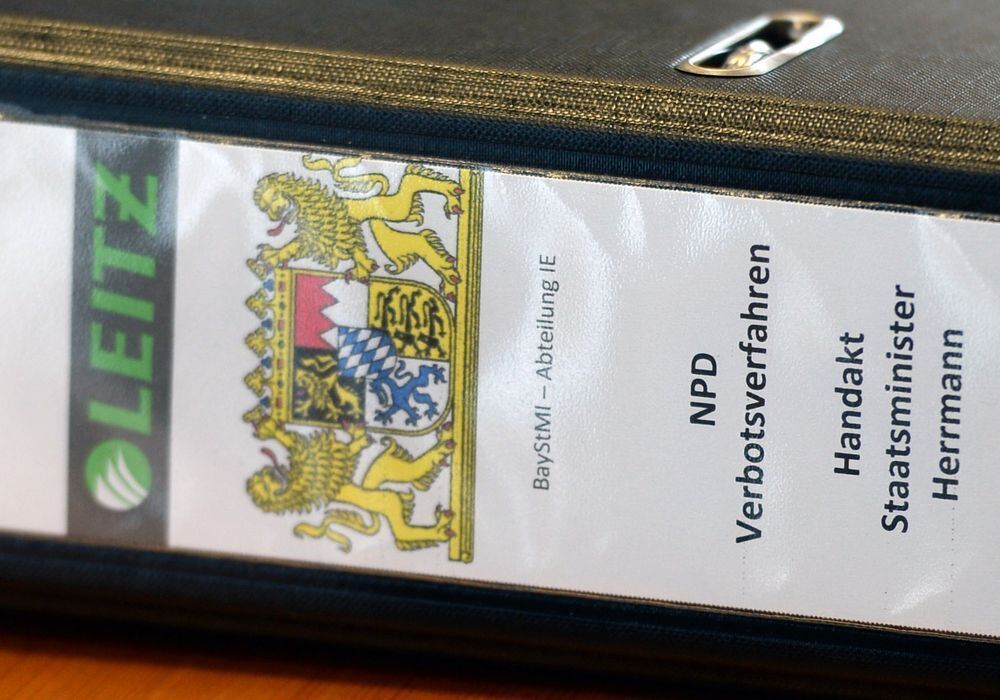 LEITZ
BayStMI – Abteilung IE
NPD
Verbotsverfahren
Handakt
Staatsminister
Herrmann